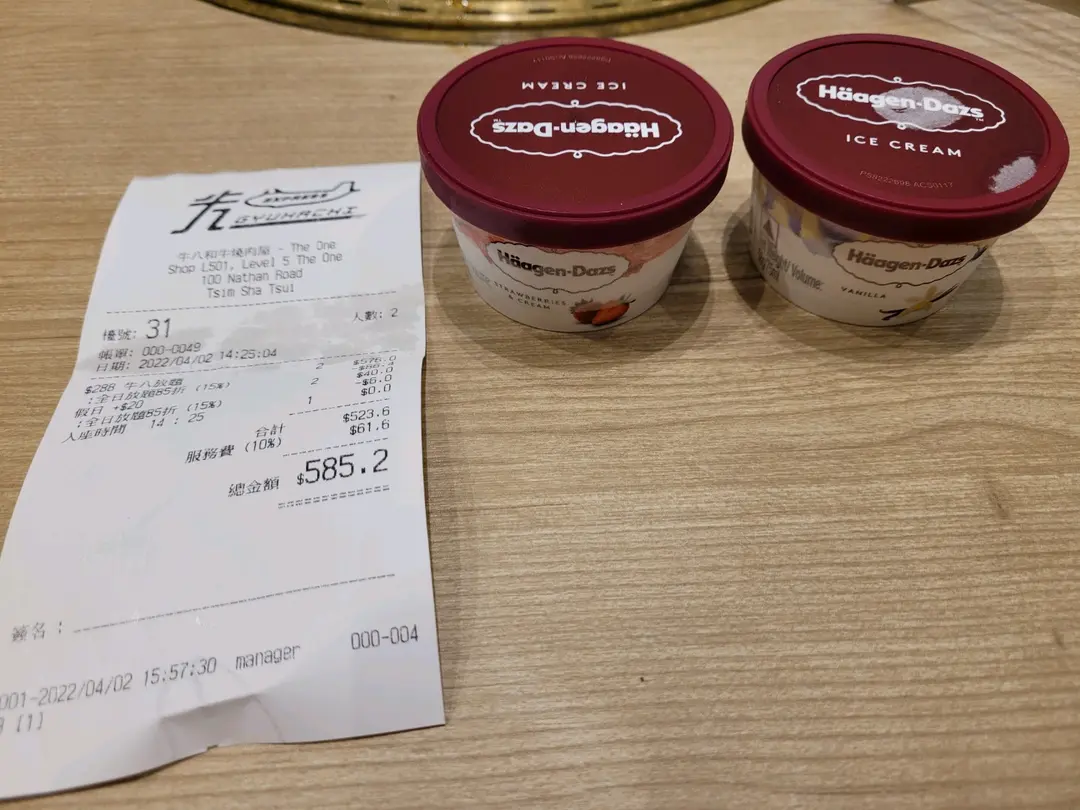 EXPRESS
GYUHACHI
牛八和牛燒肉屋 - The One
Shop L501, Level 5 The One
100 Nathan Road
Tsim Sha Tsui
檯號: 31 人數: 2
帳單: 000-0049
日期: 2022/04/02 14:25:04
$288 牛八放題 2 $576.0
:全日放題85折 (15%) -$86.4
假日 +$20 2 $40.0
:全日放題85折 (15%) -$6.0
入座時間 14 : 25 1 $0.0
合計 $523.6
服務費 (10%) $61.6
總金額 $585.2
簽名 :
001-2022/04/02 15:57:30 manager 000-004
[1]
ICE CREAM
Häagen-Dazs
Häagen-Dazs
STRAWBERRIES
& CREAM
Häagen-Dazs
ICE CREAM
Häagen-Dazs
VANILLA
Volume: